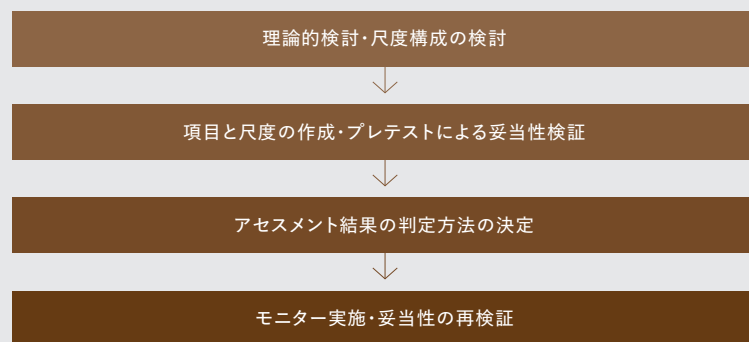 理論的検討・尺度構成の検討
項目と尺度の作成・プレテストによる妥当性検証
アセスメント結果の判定方法の決定
モニター実施・妥当性の再検証